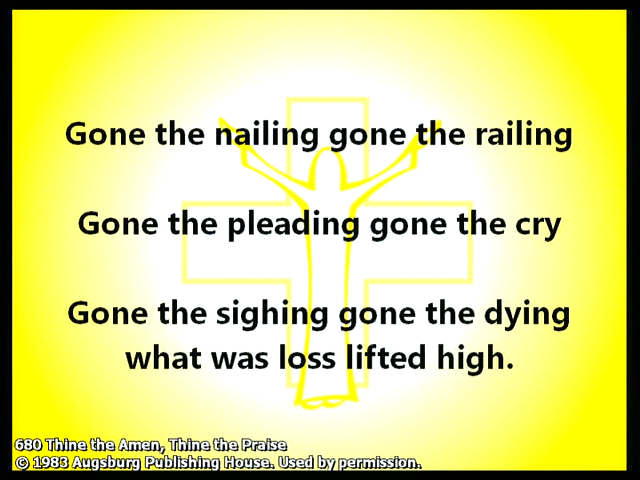 Gone the nailing gone the railing
Gone the pleading gone the cry
Gone the sighing gone the dying
what was loss lifted high.
680 Thine the Amen, Thine the Praise
© 1983 Augsburg Publishing House. Used by permission.